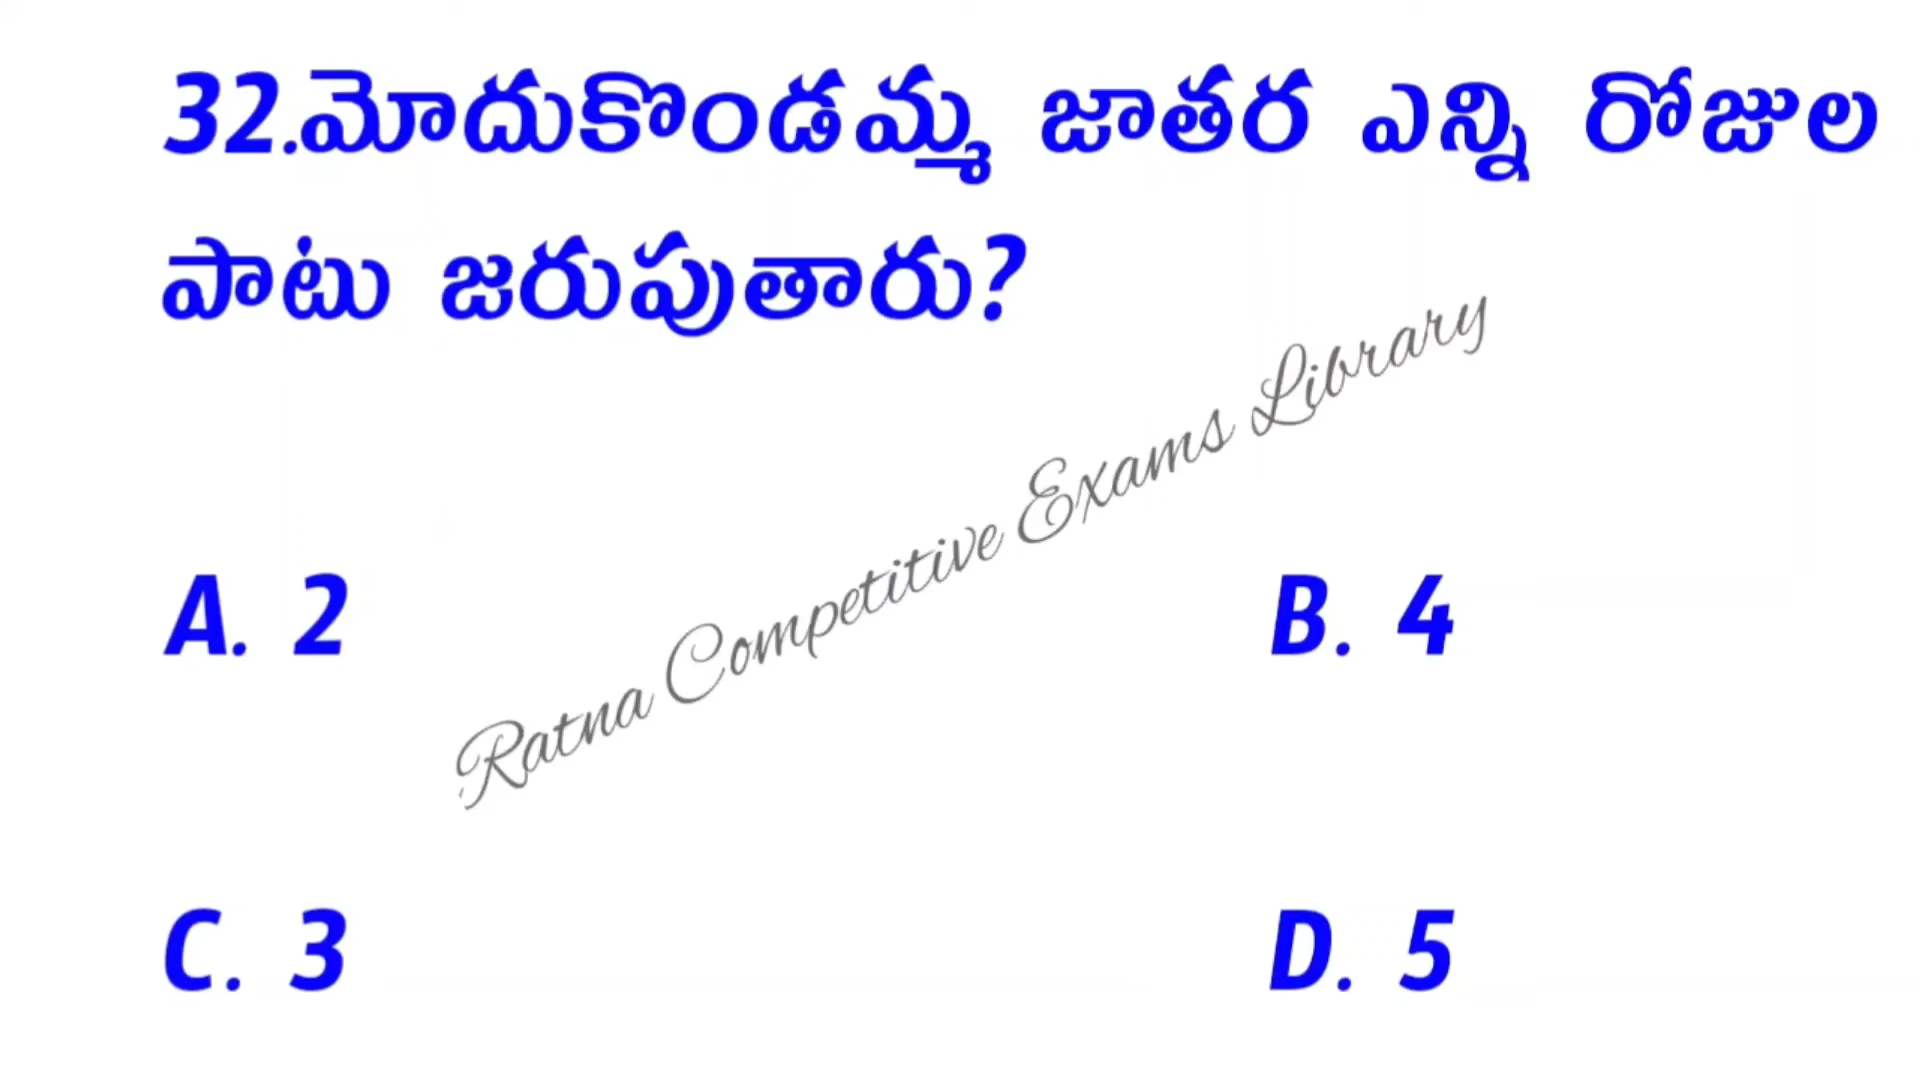 32.మోదుకొండమ్మ జాతర ఎన్ని రోజుల
పాటు జరుపుతారు?
Ratna Competitive Exams Library
A. 2
B. 4
C. 3
D. 5